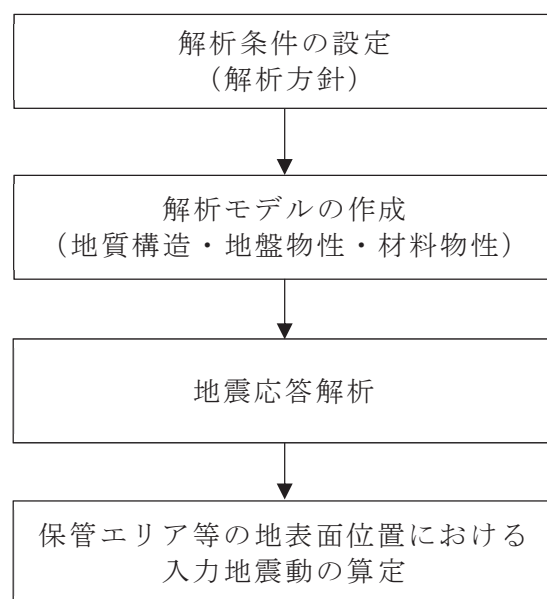 解析条件の設定
（解析方針）
解析モデルの作成
（地質構造・地盤物性・材料物性）
地震応答解析
保管エリア等の地表面位置における
入力地震動の算定